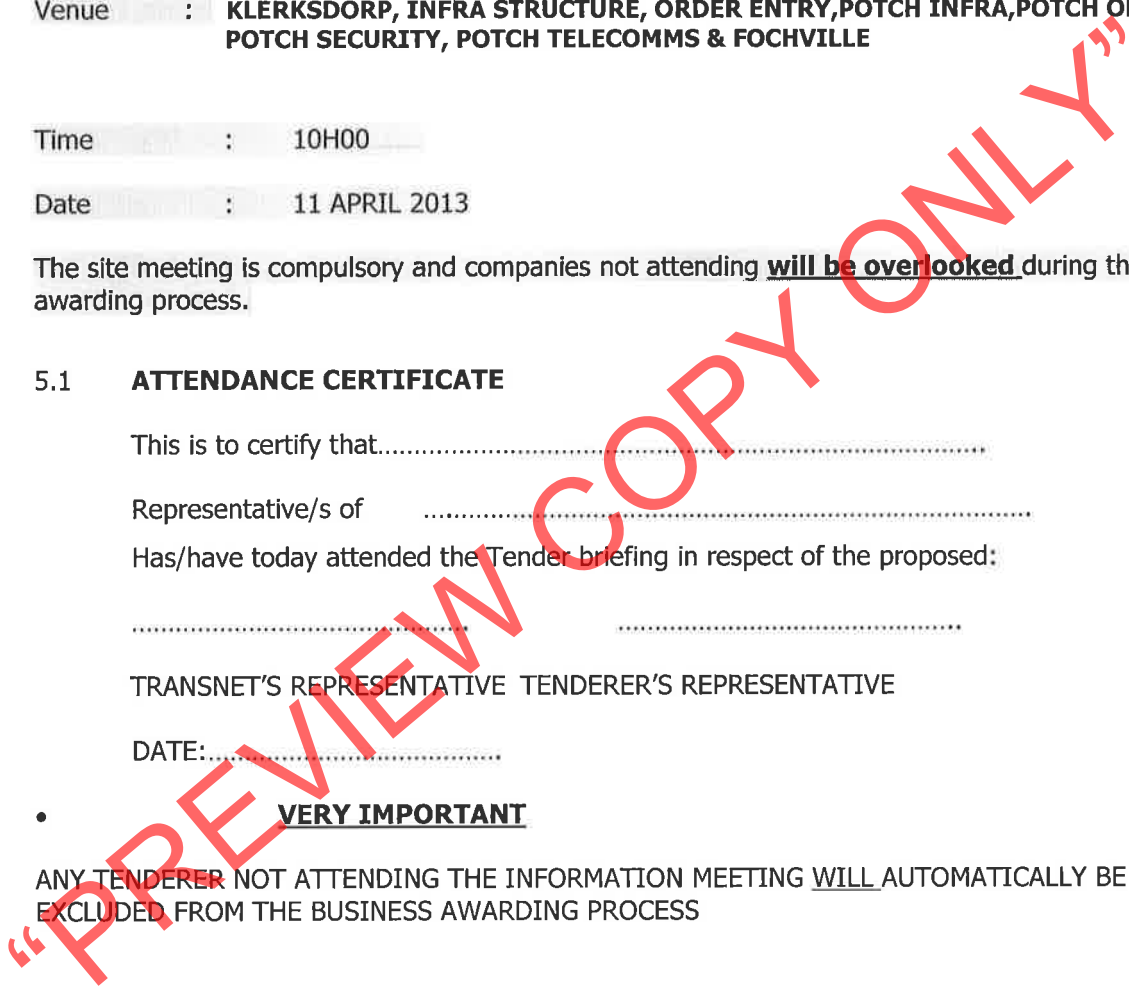 Venue : KLERKSDORP, INFRA STRUCTURE, ORDER ENTRY,POTCH INFRA,POTCH
POTCH SECURITY, POTCH TELECOMMS & FOCHVILLE
Time : 10H00
Date : 11 APRIL 2013
The site meeting is compulsory and companies not attending will be overlooked during
awarding process.
5.1 ATTENDANCE CERTIFICATE
This is to certify that......................................................................................
Representative/s of ......................................................................................
Has/have today attended the Tender briefing in respect of the proposed:
............................................... ................................................
TRANSNET'S REPRESENTATIVE TENDERER'S REPRESENTATIVE
DATE:.........................................
• VERY IMPORTANT
ANY TENDERER NOT ATTENDING THE INFORMATION MEETING WILL AUTOMATICALLY BE
EXCLUDED FROM THE BUSINESS AWARDING PROCESS
"PREVIEW COPY ONLY"